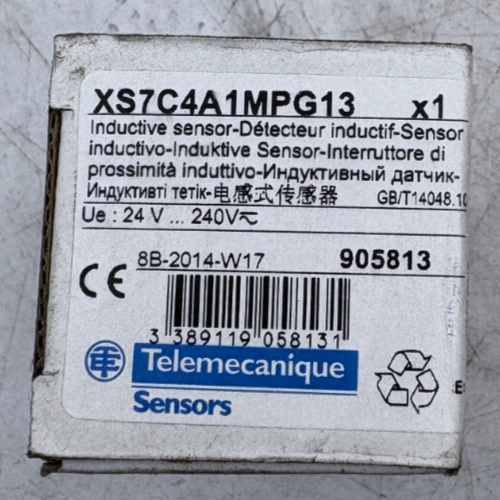 XS7C4A1MPG13 x1
Inductive sensor-Détecteur inductif-Sensor
inductivo-Induktive Sensor-Interruttore di
prossimità induttivo-Индуктивный датчик-
Индуктивті тетік-电感式传感器 GB/T14048.10
Ue : 24 V ... 240V⏦
8B-2014-W17 905813
CE
3 389119 058131
Telemecanique
Sensors